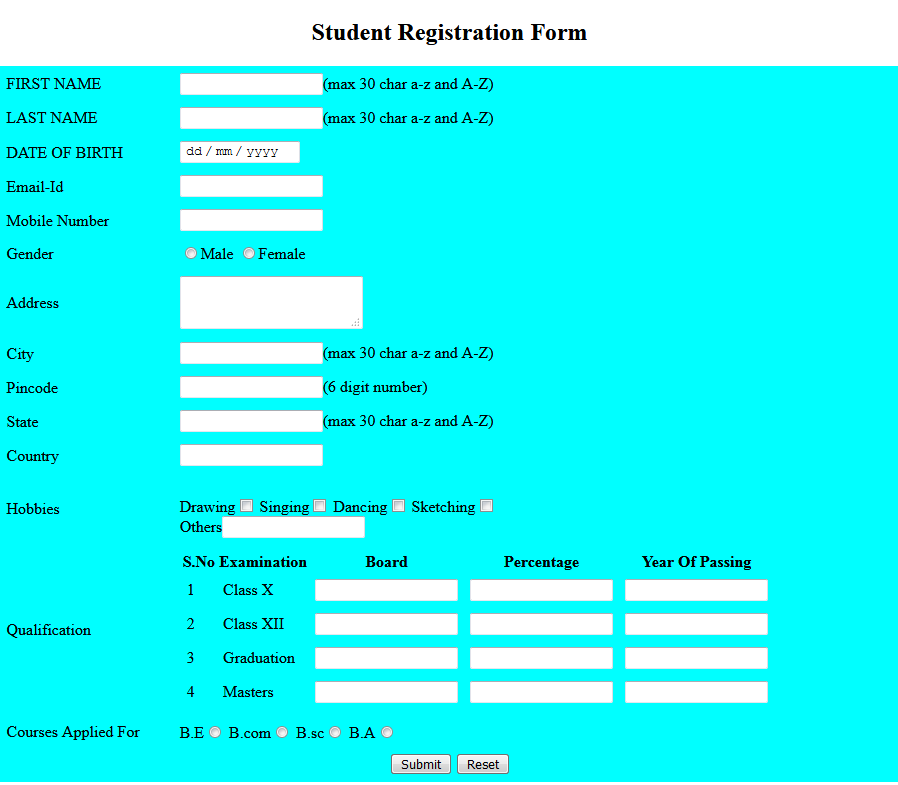 Student Registration Form
FIRST NAME (max 30 char a-z and A-Z)
LAST NAME (max 30 char a-z and A-Z)
DATE OF BIRTH dd / mm / yyyy
Email-Id
Mobile Number
Gender Male Female
Address
City (max 30 char a-z and A-Z)
Pincode (6 digit number)
State (max 30 char a-z and A-Z)
Country
Hobbies Drawing Singing Dancing Sketching
Others
S.No Examination Board Percentage Year Of Passing
1 Class X
2 Class XII
Qualification
3 Graduation
4 Masters
Courses Applied For B.E B.com B.sc B.A
Submit Reset